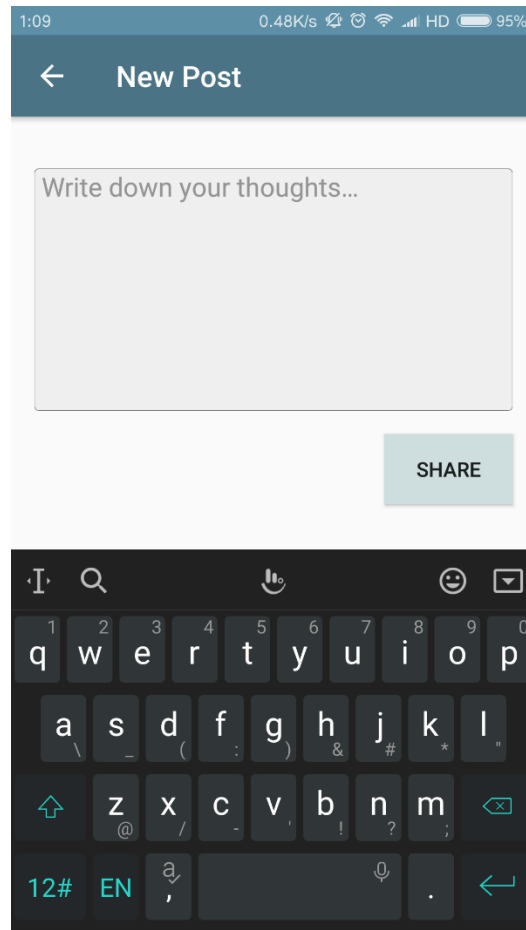 1:09 0.48K/s HD 95%
New Post
Write down your thoughts...
SHARE
1 2 3 4 5 6 7 8 9 0
q w e r t y u i o p
a s d f g h j k l
\ _ ( : ) & # * "
z x c v b n m
@ / - ' ! ? ;
12# EN a , .